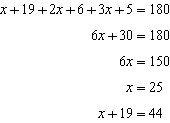 x + 19 + 2x + 6 + 3x + 5 = 180
6x + 30 = 180
6x = 150
x = 25
x + 19 = 44